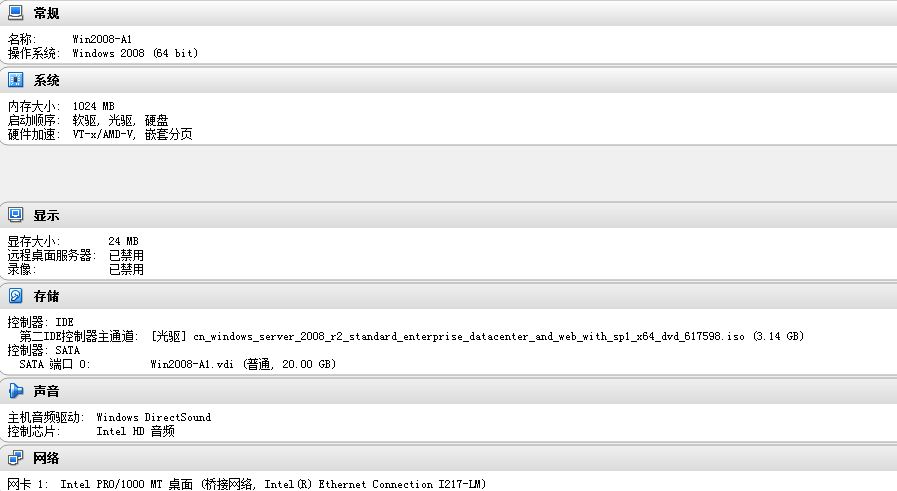 常规
名称: Win2008-A1
操作系统: Windows 2008 (64 bit)
系统
内存大小: 1024 MB
启动顺序: 软驱, 光驱, 硬盘
硬件加速: VT-x/AMD-V, 嵌套分页
显示
显存大小: 24 MB
远程桌面服务器: 已禁用
录像: 已禁用
存储
控制器: IDE
第二IDE控制器主通道: [光驱] cn_windows_server_2008_r2_standard_enterprise_datacenter_and_web_with_sp1_x64_dvd_617598.iso (3.14 GB)
控制器: SATA
SATA 端口 0: Win2008-A1.vdi (普通, 20.00 GB)
声音
主机音频驱动: Windows DirectSound
控制芯片: Intel HD 音频
网络
网卡 1: Intel PRO/1000 MT 桌面 (桥接网络, Intel(R) Ethernet Connection I217-LM)